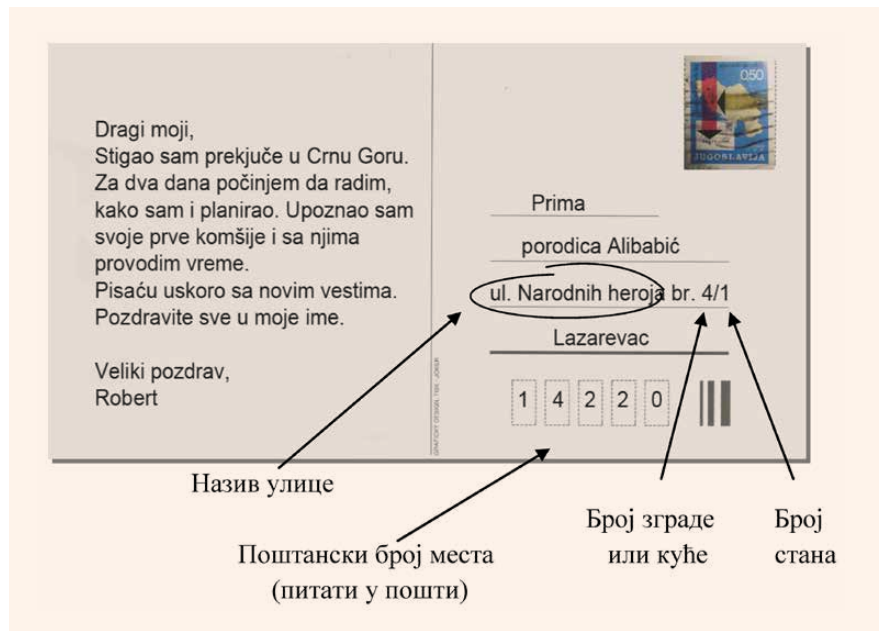 Dragi moji,
Stigao sam prekjuče u Crnu Goru.
Za dva dana počinjem da radim,
kako sam i planirao. Upoznao sam
svoje prve komšije i sa njima
provodim vreme.
Pisaću uskoro sa novim vestima.
Pozdravite sve u moje ime.
Veliki pozdrav,
Robert
0.50
JUGOSLAVIJA
Prima
porodica Alibabić
ul. Narodnih heroja br. 4/1
Lazarevac
1 4 2 2 0
Назив улице
Поштански број места
(питати у пошти)
Број зграде
или куће
Број
стана